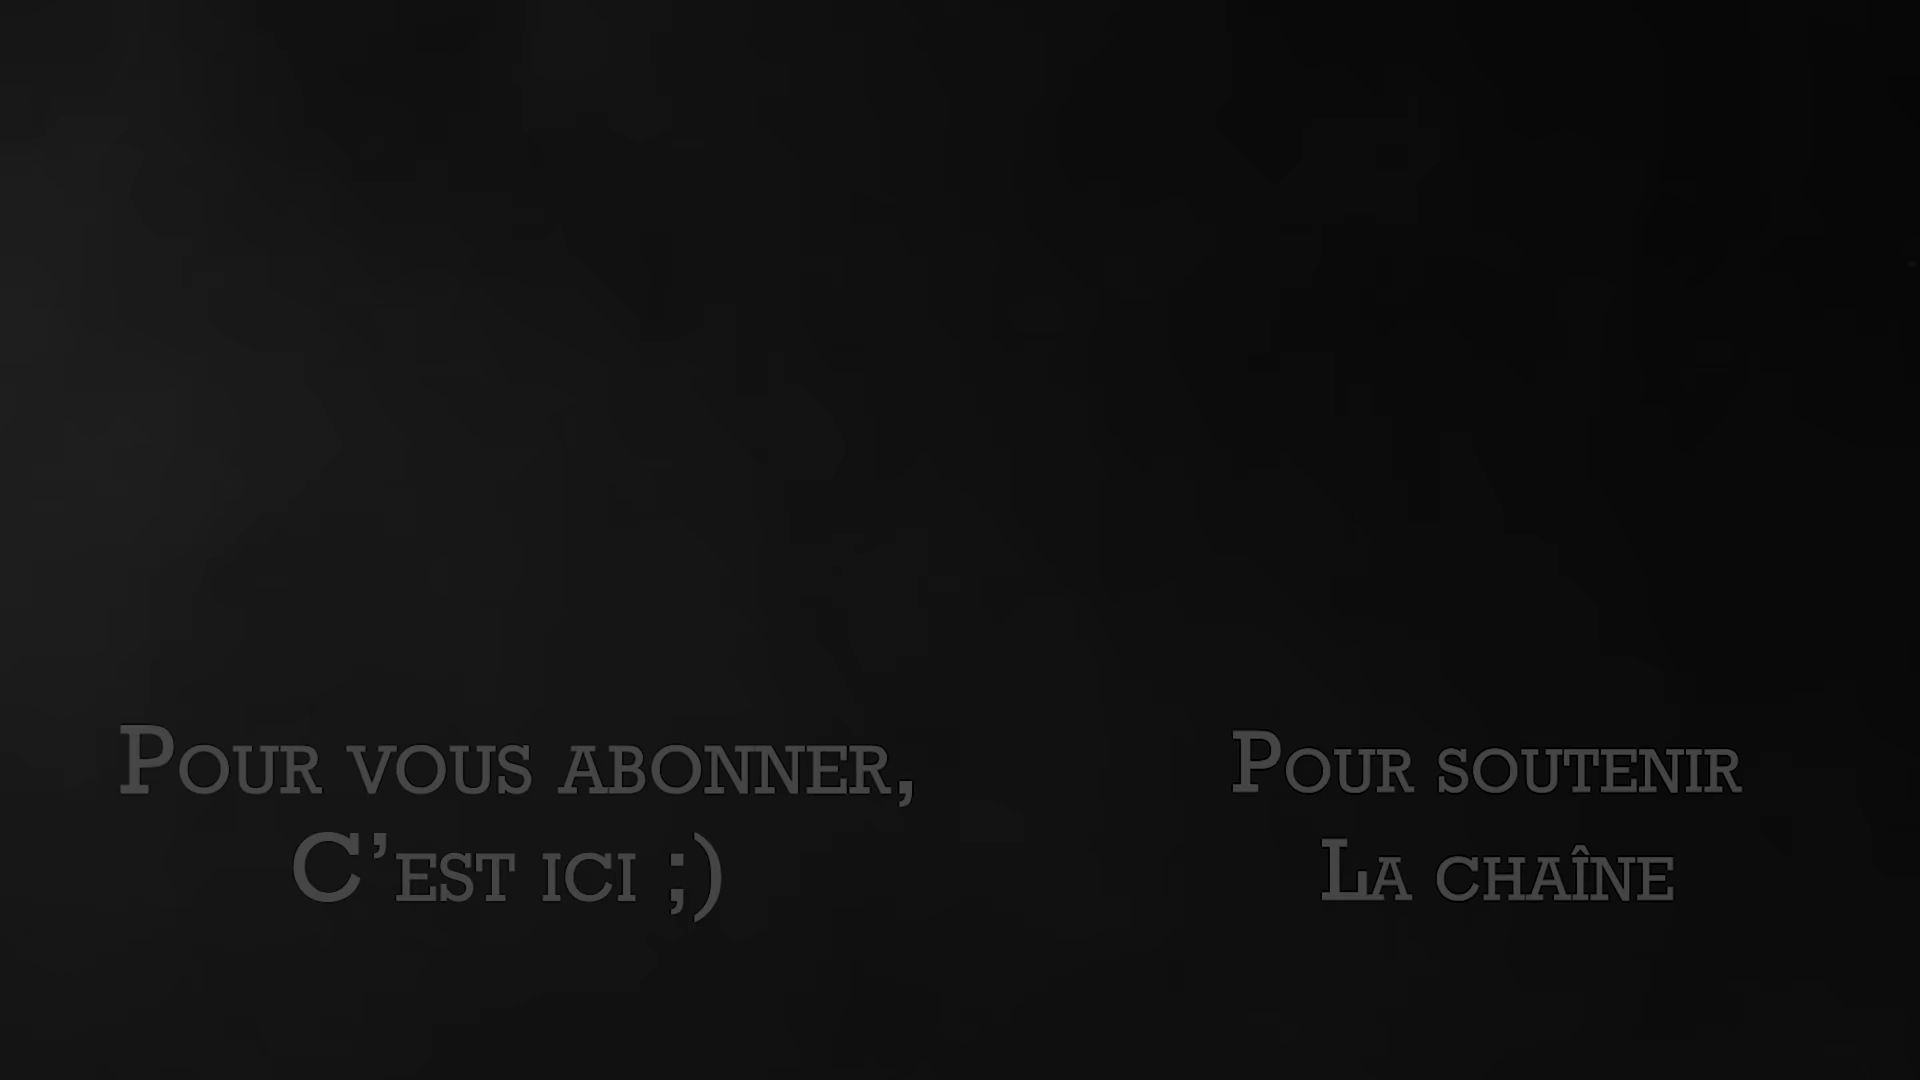 Pour vous abonner,
C'est ici ;)
Pour soutenir
La chaîne